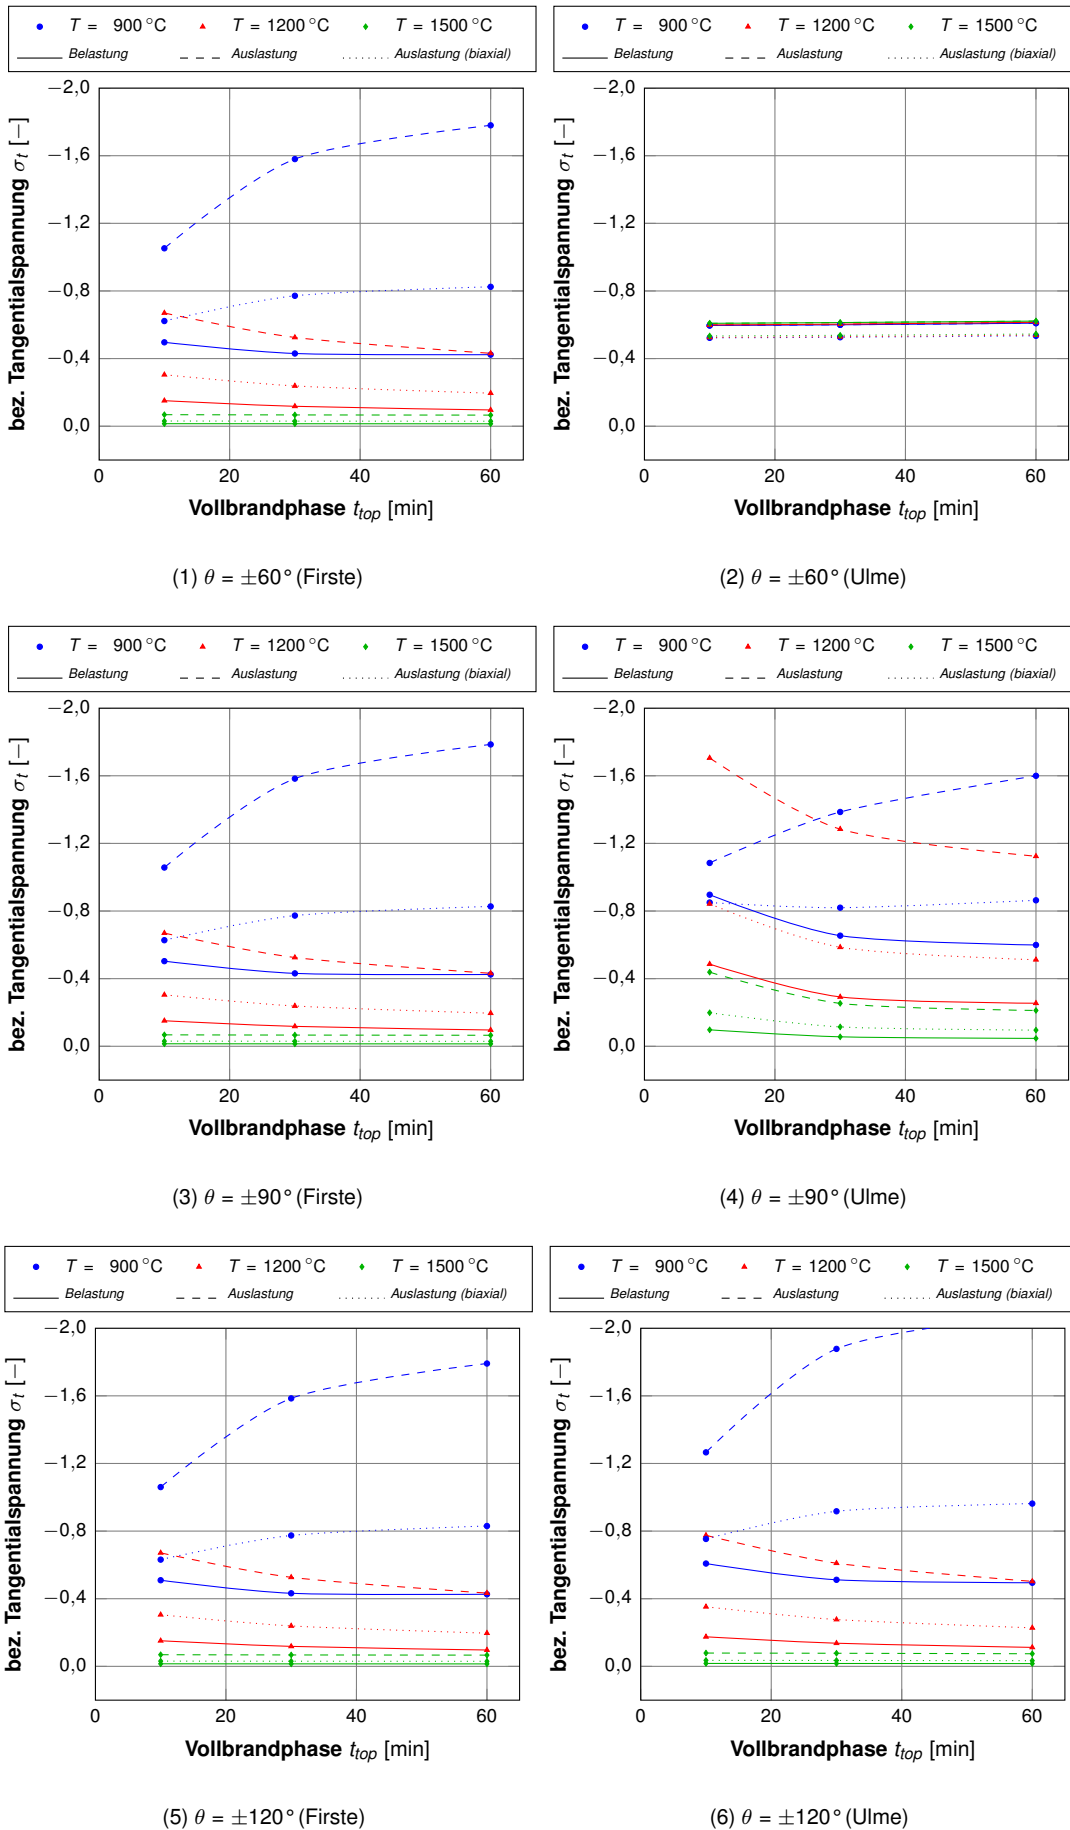 T = 900 °C T = 1200 °C T = 1500 °C
Belastung Auslastung Auslastung (biaxial)
−2,0
−1,6
−1,2
−0,8
−0,4
0,0
0 20 40 60
bez. Tangentialspannung σt [−]
Vollbrandphase ttop [min]
(1) θ = ±60° (Firste)
T = 900 °C T = 1200 °C T = 1500 °C
Belastung Auslastung Auslastung (biaxial)
−2,0
−1,6
−1,2
−0,8
−0,4
0,0
0 20 40 60
bez. Tangentialspannung σt [−]
Vollbrandphase ttop [min]
(2) θ = ±60° (Ulme)
T = 900 °C T = 1200 °C T = 1500 °C
Belastung Auslastung Auslastung (biaxial)
−2,0
−1,6
−1,2
−0,8
−0,4
0,0
0 20 40 60
bez. Tangentialspannung σt [−]
Vollbrandphase ttop [min]
(3) θ = ±90° (Firste)
T = 900 °C T = 1200 °C T = 1500 °C
Belastung Auslastung Auslastung (biaxial)
−2,0
−1,6
−1,2
−0,8
−0,4
0,0
0 20 40 60
bez. Tangentialspannung σt [−]
Vollbrandphase ttop [min]
(4) θ = ±90° (Ulme)
T = 900 °C T = 1200 °C T = 1500 °C
Belastung Auslastung Auslastung (biaxial)
−2,0
−1,6
−1,2
−0,8
−0,4
0,0
0 20 40 60
bez. Tangentialspannung σt [−]
Vollbrandphase ttop [min]
(5) θ = ±120° (Firste)
T = 900 °C T = 1200 °C T = 1500 °C
Belastung Auslastung Auslastung (biaxial)
−2,0
−1,6
−1,2
−0,8
−0,4
0,0
0 20 40 60
bez. Tangentialspannung σt [−]
Vollbrandphase ttop [min]
(6) θ = ±120° (Ulme)